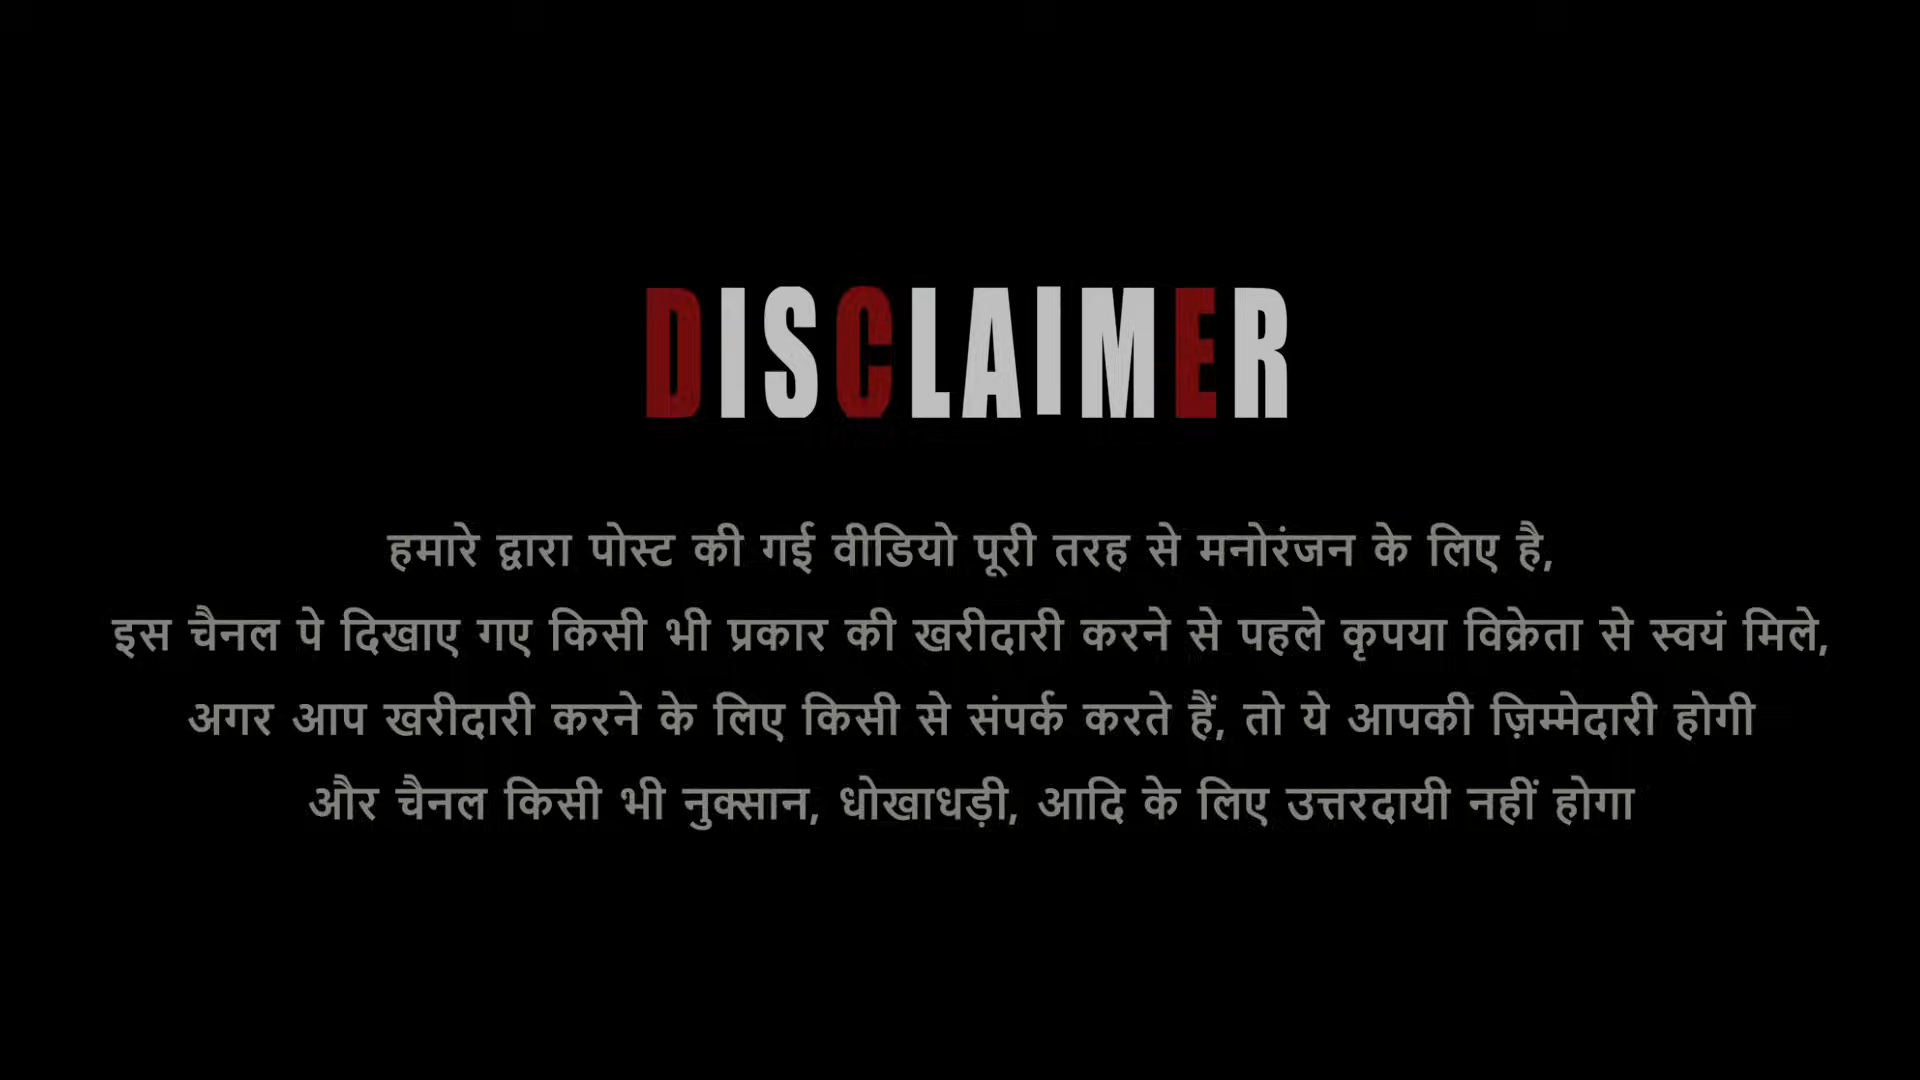 DISCLAIMER
हमारे द्वारा पोस्ट की गई वीडियो पूरी तरह से मनोरंजन के लिए है,
इस चैनल पे दिखाए गए किसी भी प्रकार की खरीदारी करने से पहले कृपया विक्रेता से स्वयं मिले,
अगर आप खरीदारी करने के लिए किसी से संपर्क करते हैं, तो ये आपकी ज़िम्मेदारी होगी
और चैनल किसी भी नुक्सान, धोखाधड़ी, आदि के लिए उत्तरदायी नहीं होगा